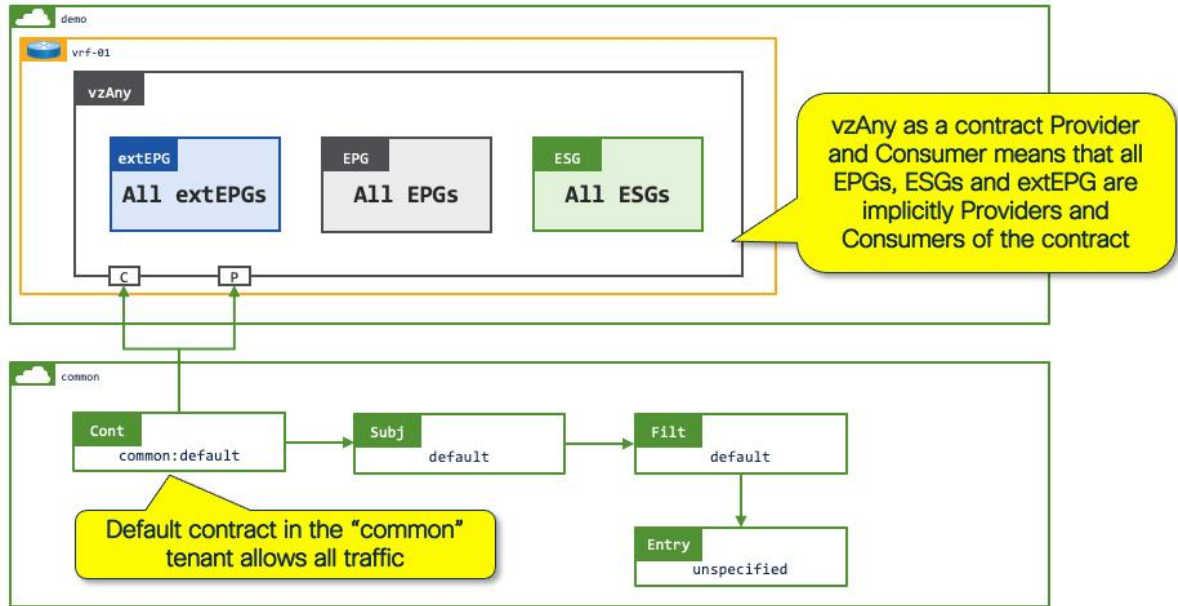 demo
vrf-01
vzAny
extEPG
All extEPGs
EPG
All EPGs
ESG
All ESGs
C
P
vzAny as a contract Provider
and Consumer means that all
EPGs, ESGs and extEPG are
implicitly Providers and
Consumers of the contract
common
Cont
common:default
Subj
default
Filt
default
Default contract in the “common”
tenant allows all traffic
Entry
unspecified